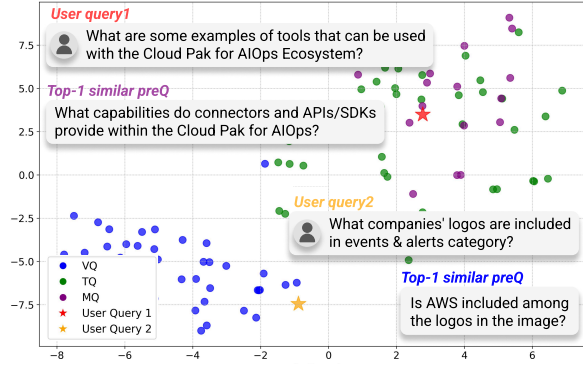 User query1
What are some examples of tools that can be used
with the Cloud Pak for AIOps Ecosystem?
Top-1 similar preQ
What capabilities do connectors and APIs/SDKs
provide within the Cloud Pak for AIOps?
User query2
What companies' logos are included
in events & alerts category?
Top-1 similar preQ
Is AWS included among
the logos in the image?
VQ
TQ
MQ
User Query 1
User Query 2
7.5
5.0
2.5
0.0
−2.5
−5.0
−7.5
−8
−6
−4
−2
0
2
4
6